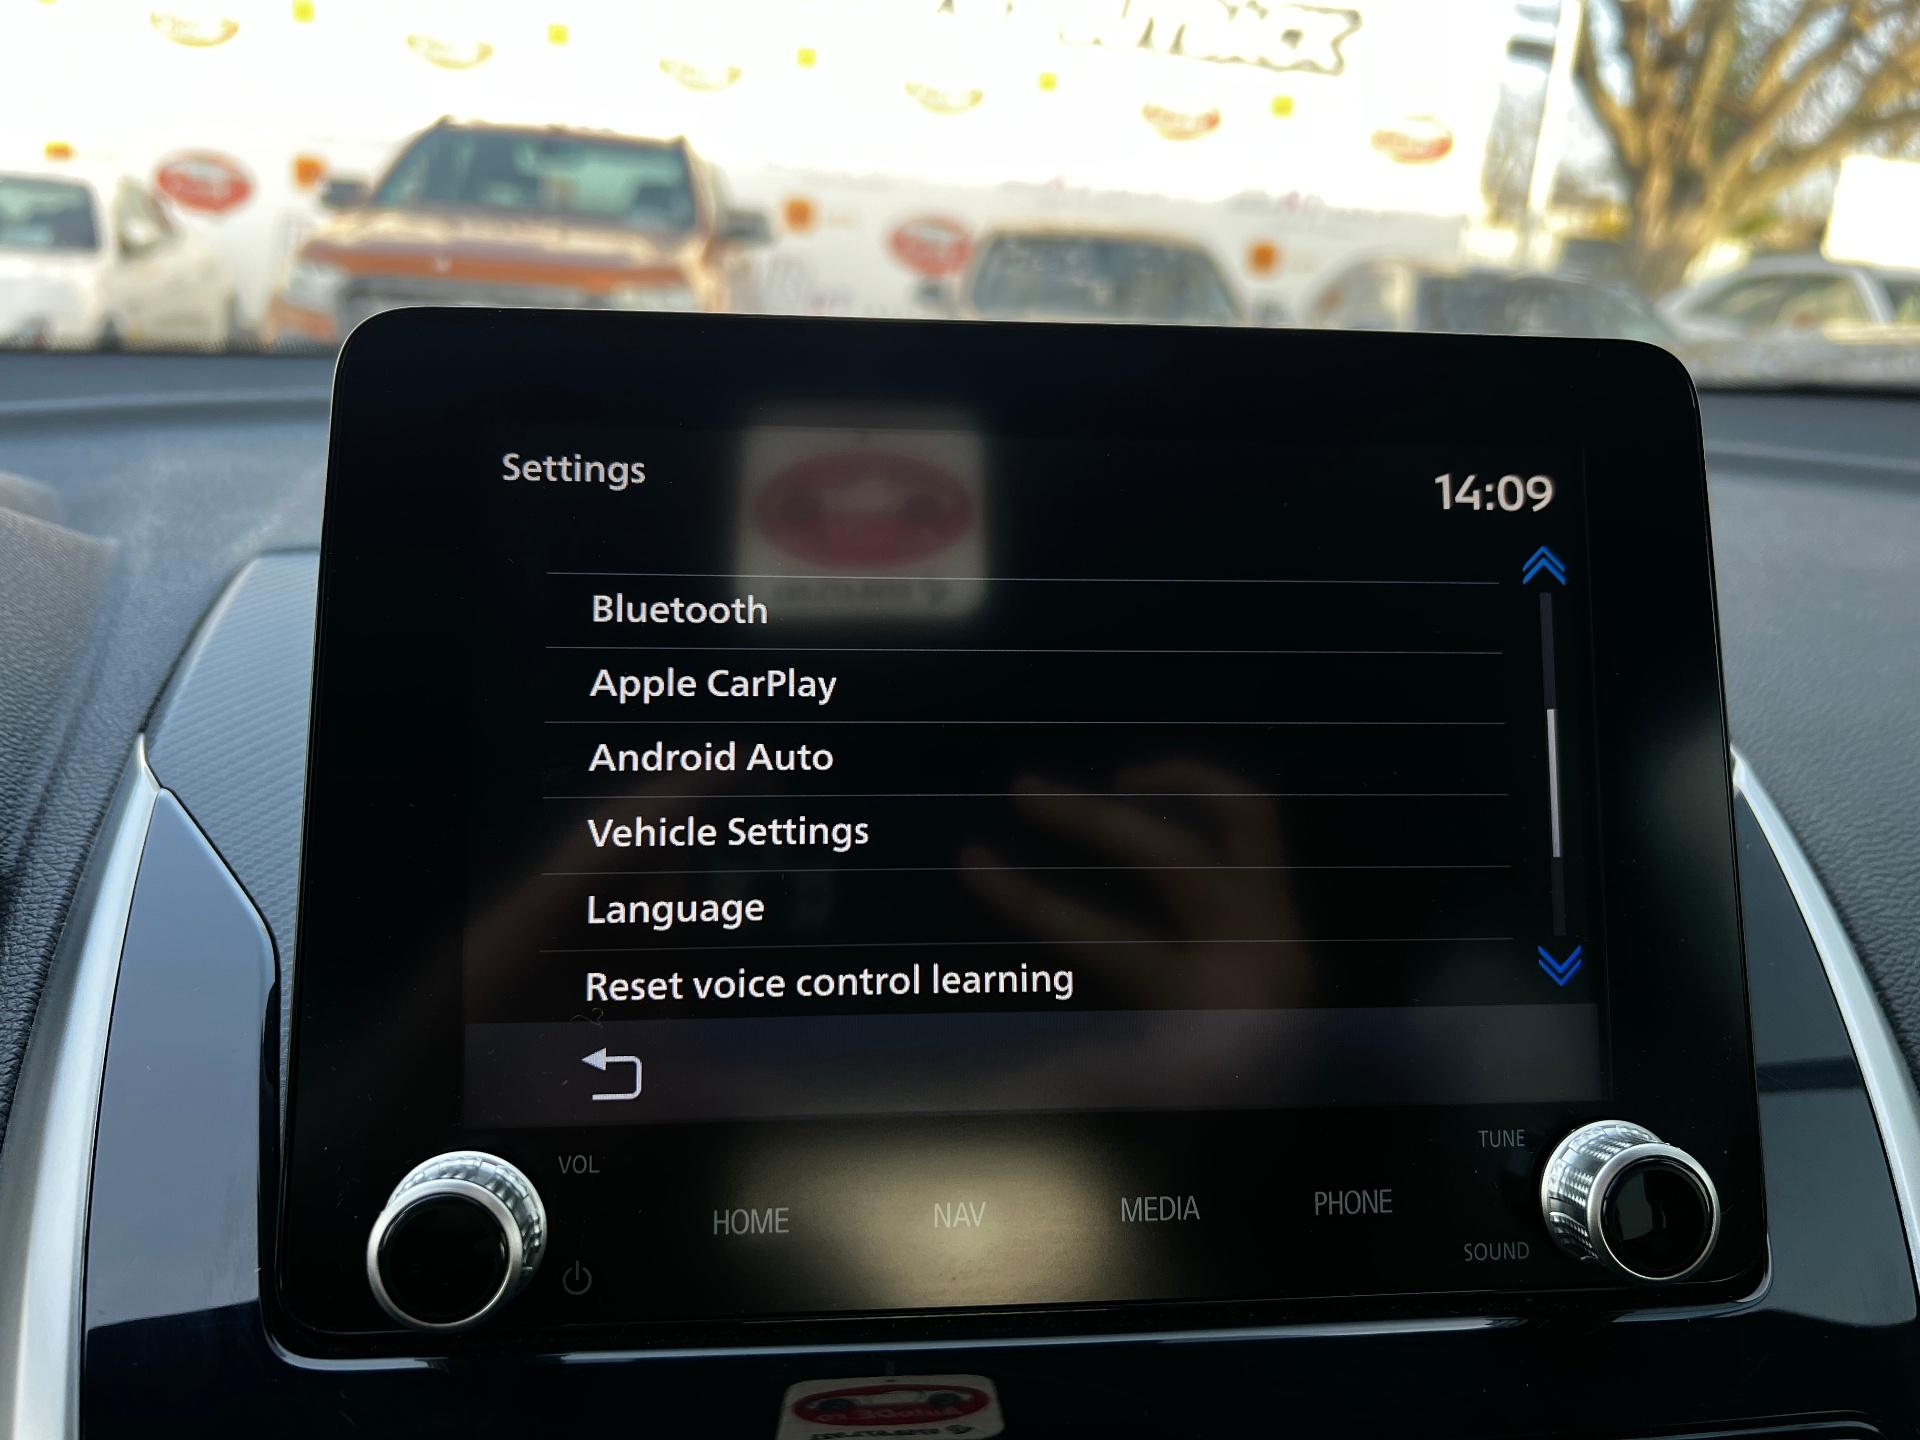 Settings
14:09
Bluetooth
Apple CarPlay
Android Auto
Vehicle Settings
Language
Reset voice control learning
VOL
HOME
NAV
MEDIA
PHONE
TUNE
SOUND